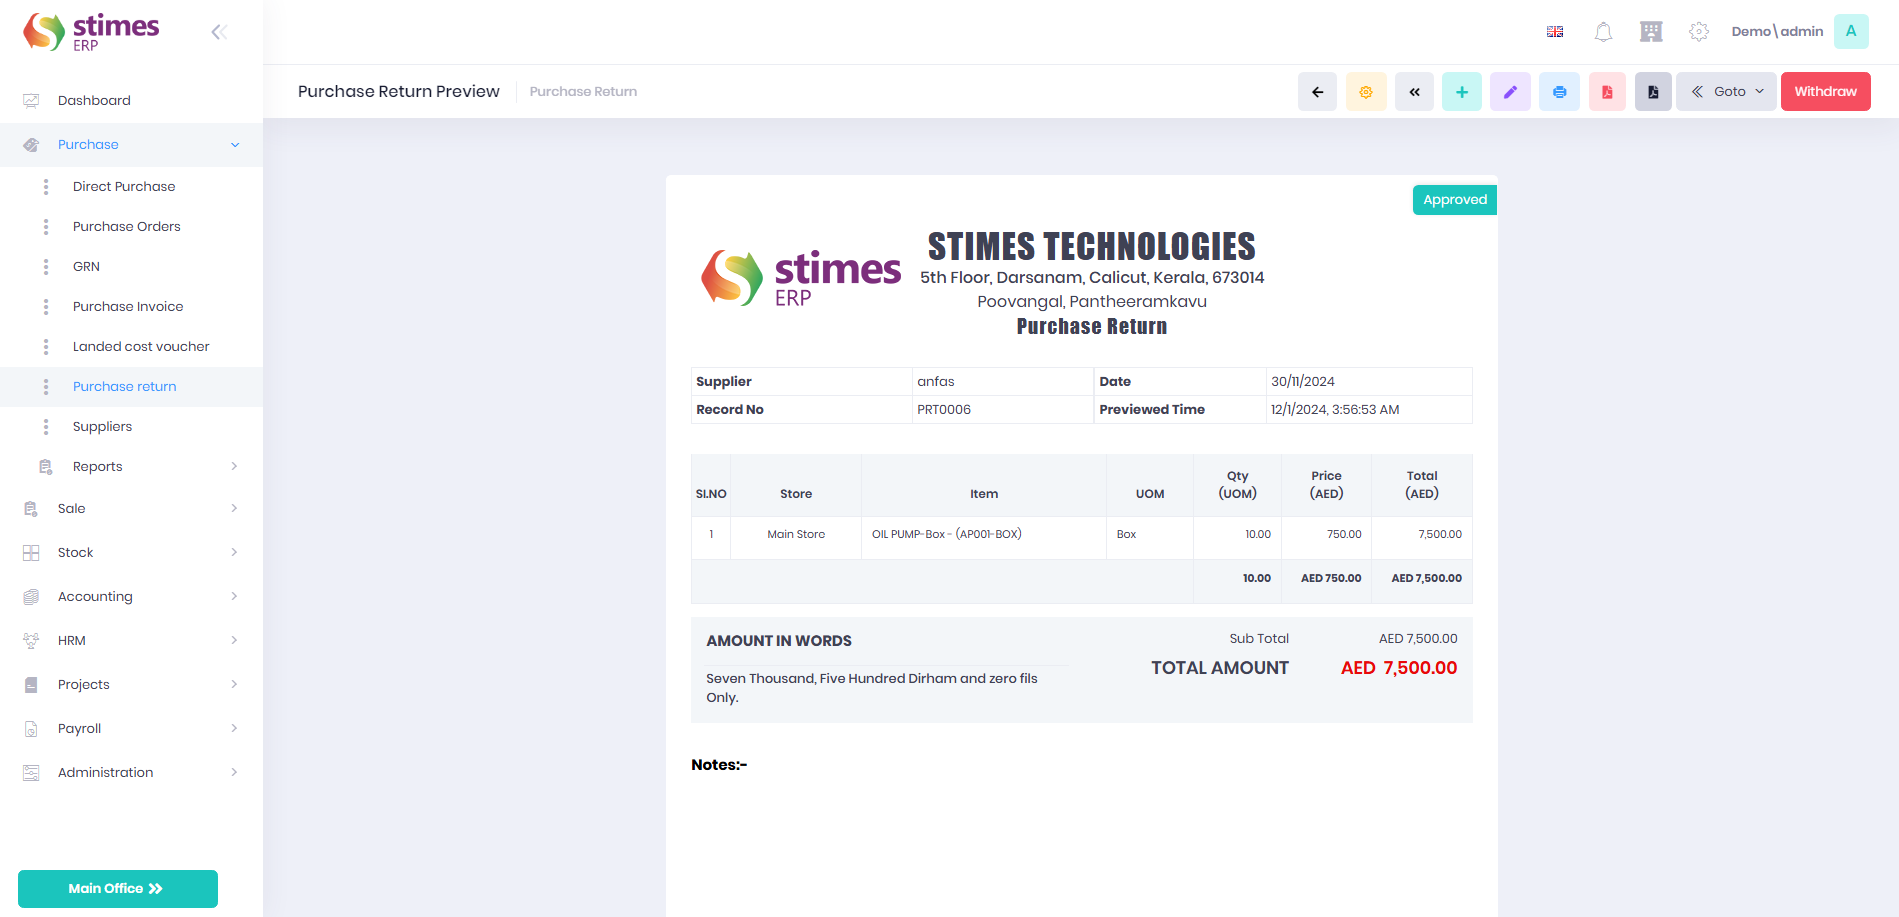 stimes
ERP
Demo\admin
A
Purchase Return Preview
Purchase Return
Goto
Withdraw
Dashboard
Purchase
Direct Purchase
Purchase Orders
GRN
Purchase Invoice
Landed cost voucher
Purchase return
Suppliers
Reports
Sale
Stock
Accounting
HRM
Projects
Payroll
Administration
Main Office
Approved
stimes
ERP
STIMES TECHNOLOGIES
5th Floor, Darsanam, Calicut, Kerala, 673014
Poovangal, Pantheeramkavu
Purchase Return
Supplier anfas Date 30/11/2024
Record No PRT0006 Previewed Time 12/1/2024, 3:56:53 AM
SI.NO Store Item UOM Qty (UOM) Price (AED) Total (AED)
1 Main Store OIL PUMP-Box - (AP001-BOX) Box 10.00 750.00 7,500.00
10.00 AED 750.00 AED 7,500.00
AMOUNT IN WORDS
Seven Thousand, Five Hundred Dirham and zero fils
Only.
Sub Total AED 7,500.00
TOTAL AMOUNT AED 7,500.00
Notes:-